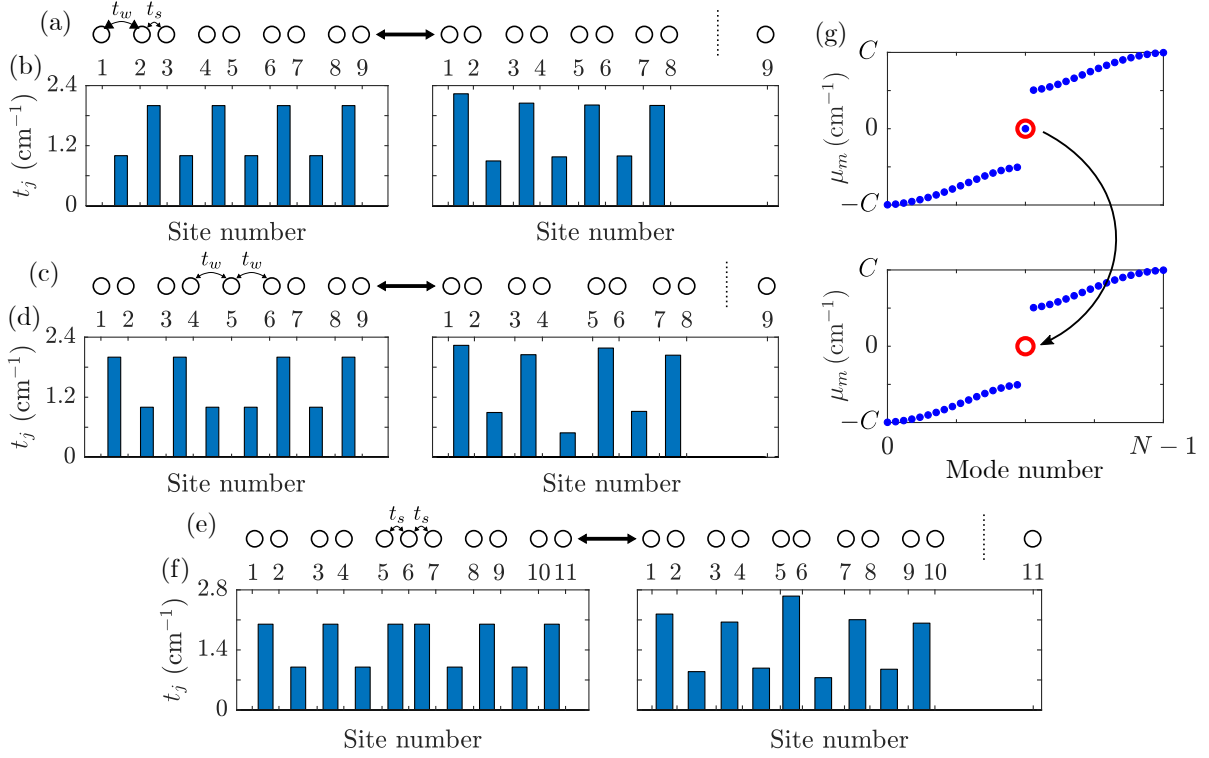 (a) t_w t_s
1 2 3 4 5 6 7 8 9 1 2 3 4 5 6 7 8 9
(b)
2.4
1.2
0
t_j (cm⁻¹)
Site number Site number
(c) t_w t_w
1 2 3 4 5 6 7 8 9 1 2 3 4 5 6 7 8 9
(d)
2.4
1.2
0
t_j (cm⁻¹)
Site number Site number
(e) t_s t_s
1 2 3 4 5 6 7 8 9 10 11 1 2 3 4 5 6 7 8 9 10 11
(f)
2.8
1.4
0
t_j (cm⁻¹)
Site number Site number
(g)
C
0
−C
μ_m (cm⁻¹)
C
0
−C
μ_m (cm⁻¹)
0 N − 1
Mode number